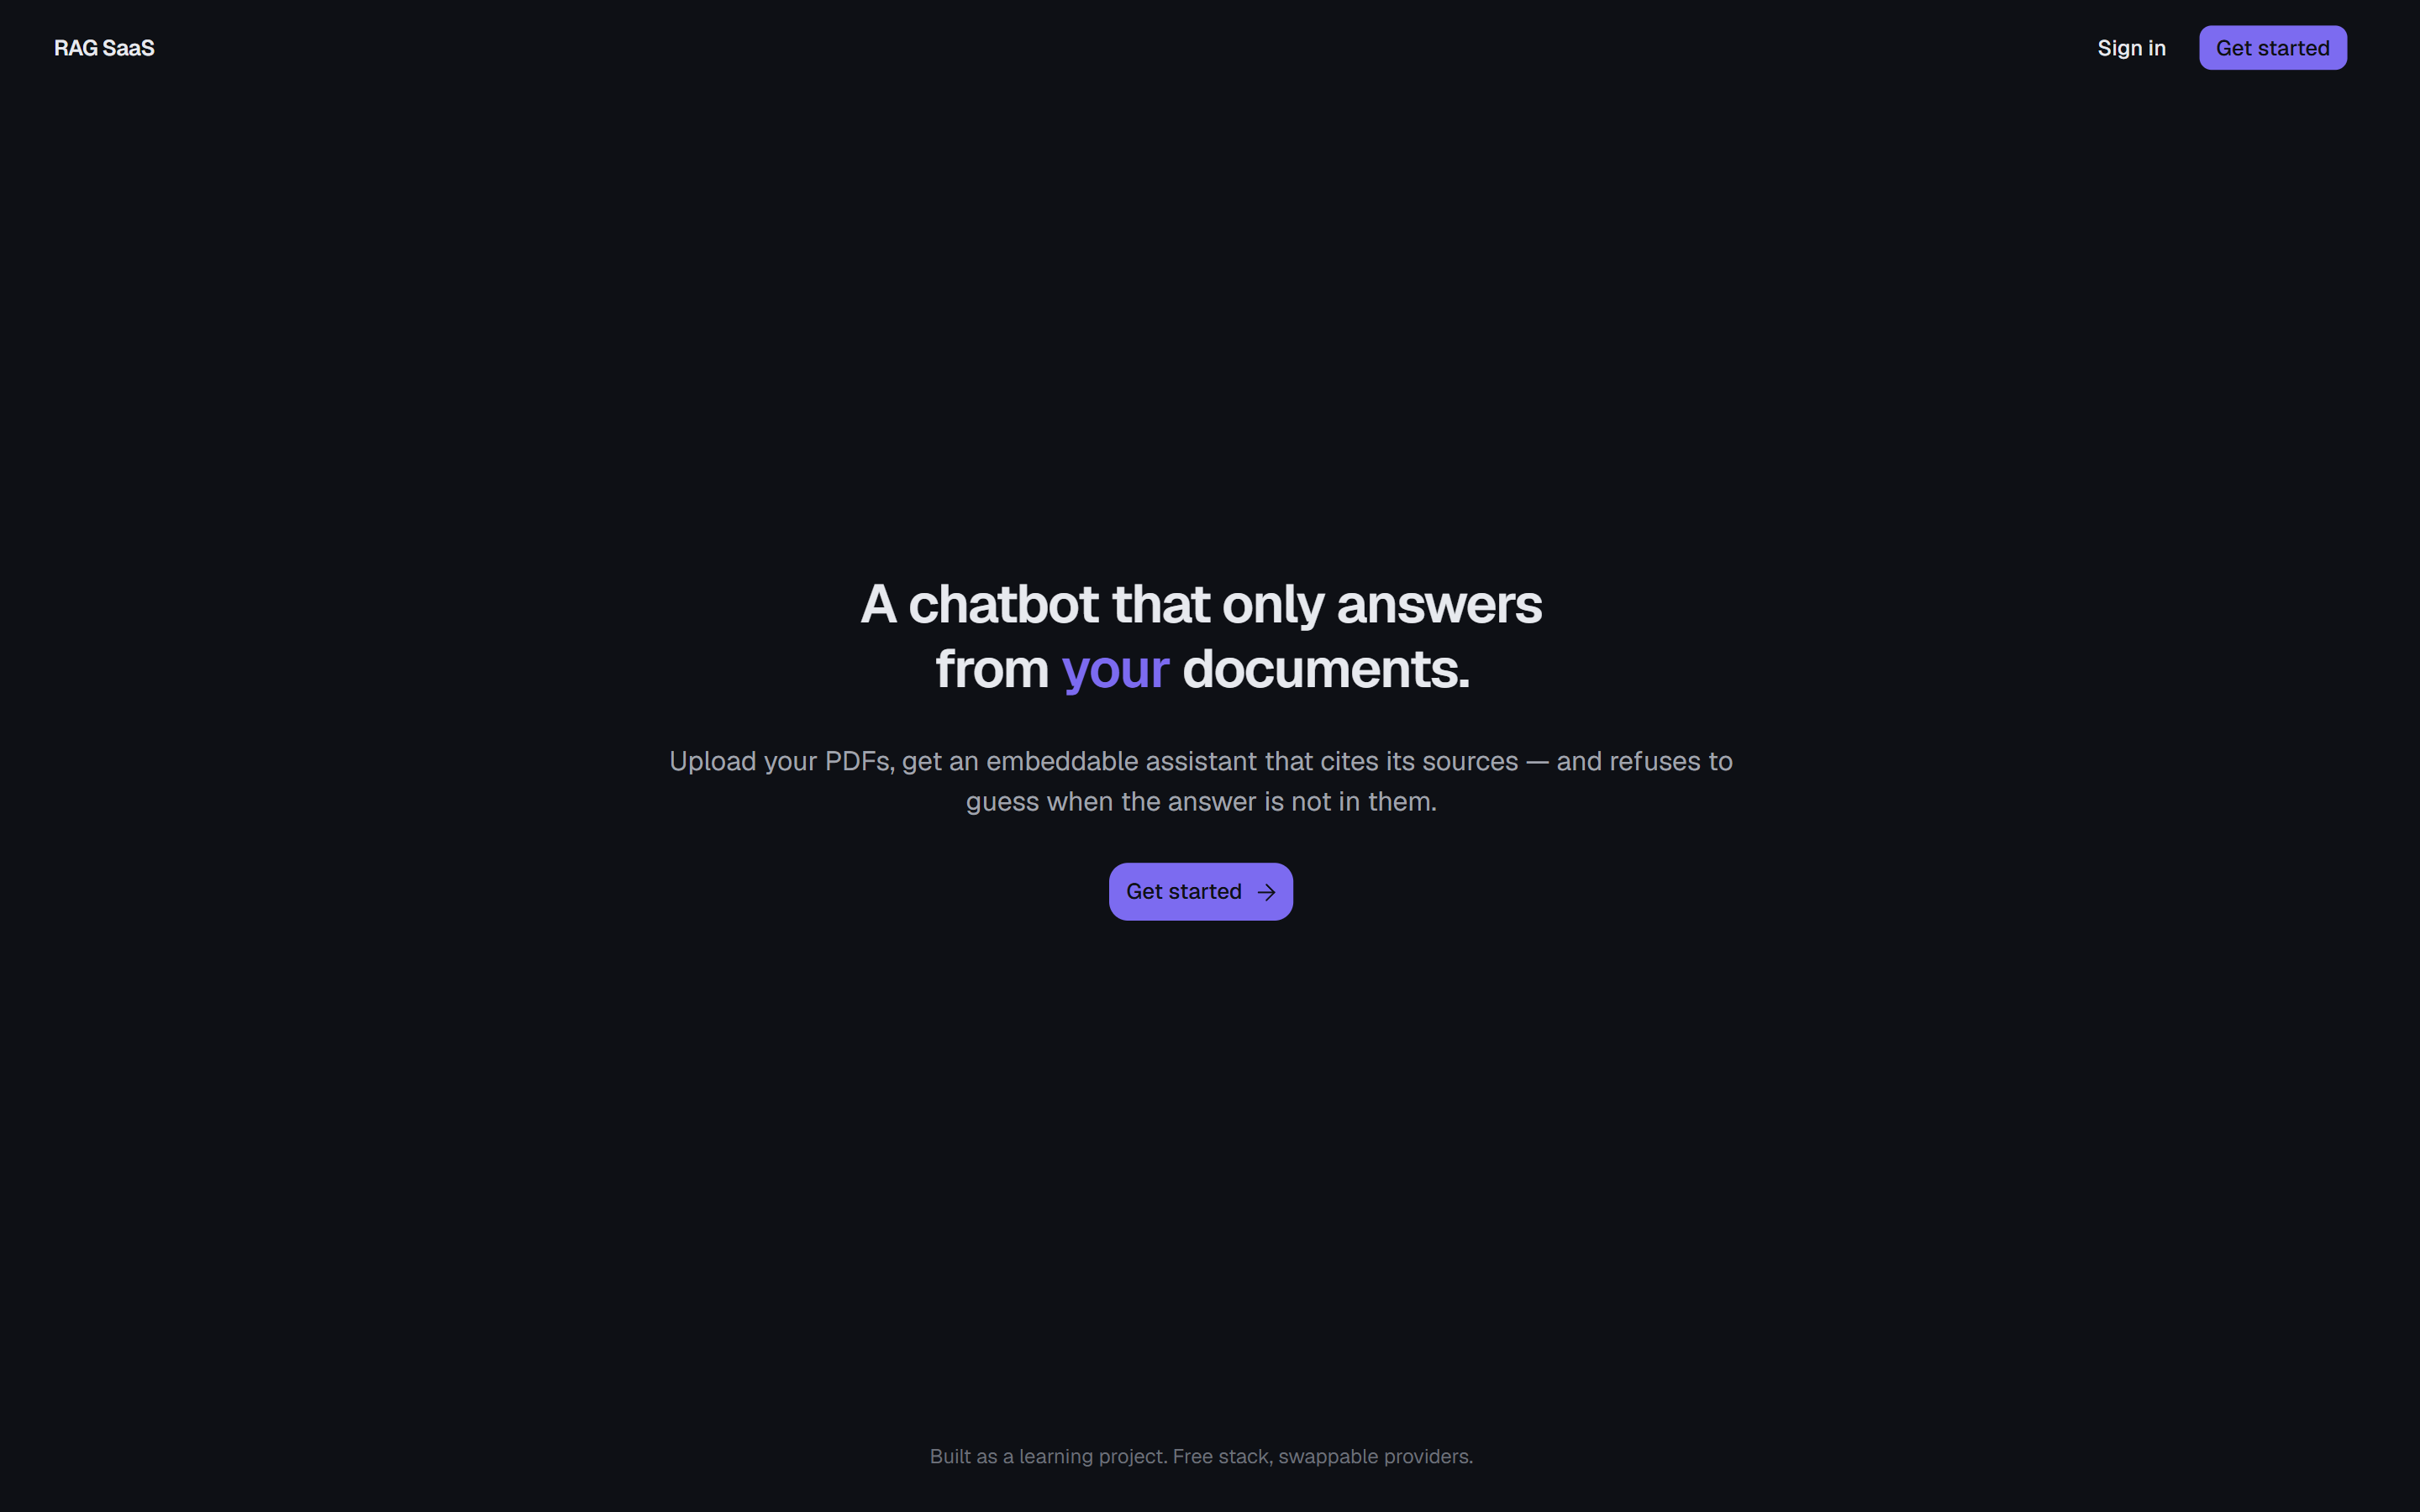 RAG SaaS
Sign in
Get started
A chatbot that only answers
from your documents.
Upload your PDFs, get an embeddable assistant that cites its sources — and refuses to
guess when the answer is not in them.
Get started →
Built as a learning project. Free stack, swappable providers.